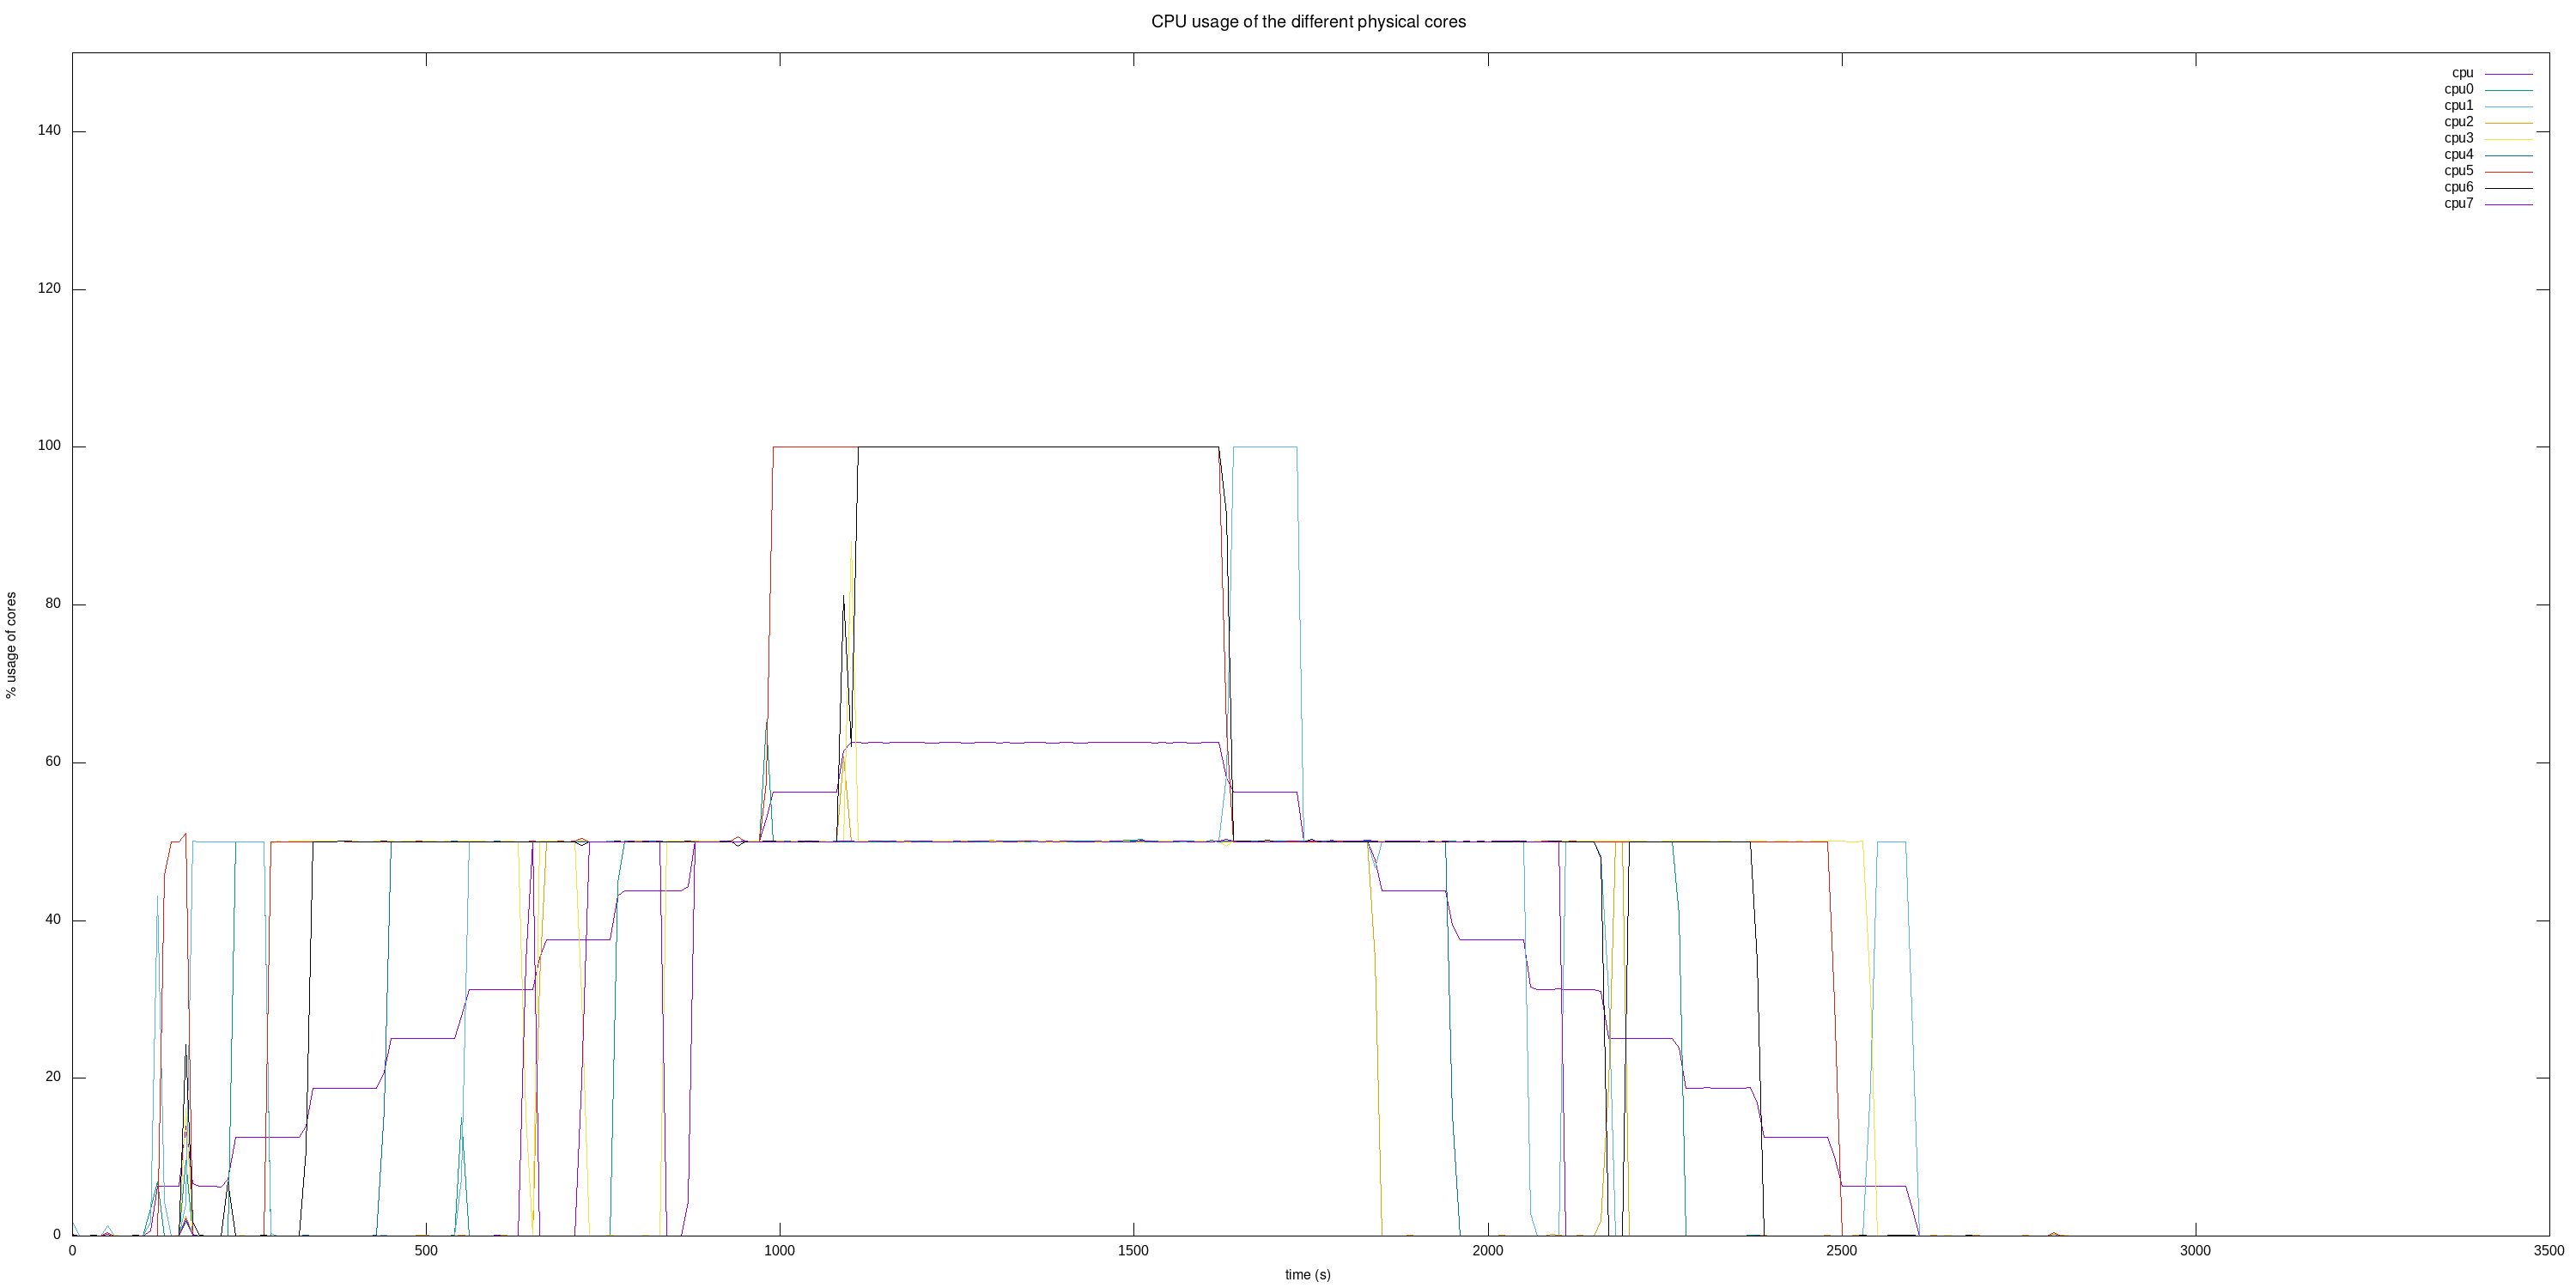 CPU usage of the different physical cores
cpu
cpu0
cpu1
cpu2
cpu3
cpu4
cpu5
cpu6
cpu7
140
120
100
80
60
40
20
0
% usage of cores
0 500 1000 1500 2000 2500 3000 3500
time (s)